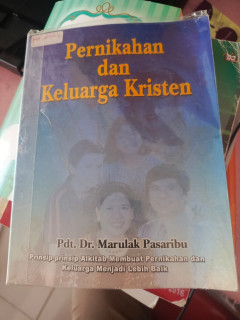 Pernikahan
dan
Keluarga Kristen
Pdt. Dr. Marulak Pasaribu
Prinsip-prinsip Alkitab Membuat Pernikahan dan
Keluarga Menjadi Lebih Baik